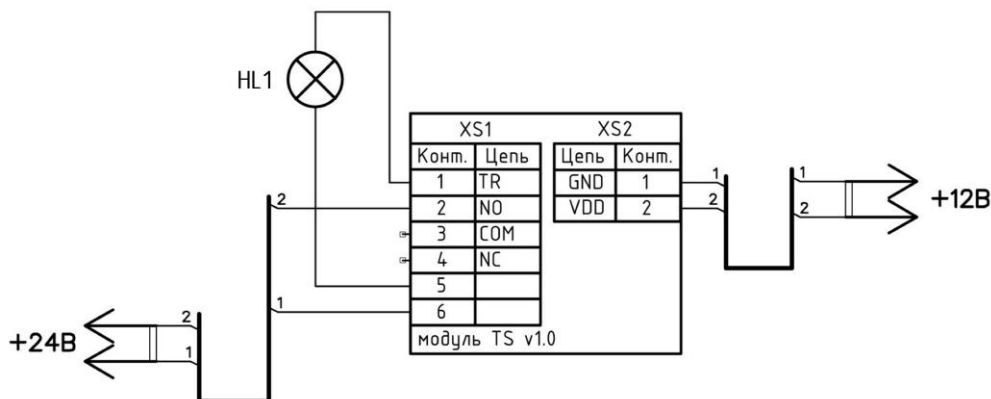 HL1
XS1 XS2
Конт. Цепь Цепь Конт.
1 TR GND 1
2 NO VDD 2
3 COM
4 NC
5
6
модуль TS v1.0
2
1
2
1
+24В
1
2
1
2
+12В